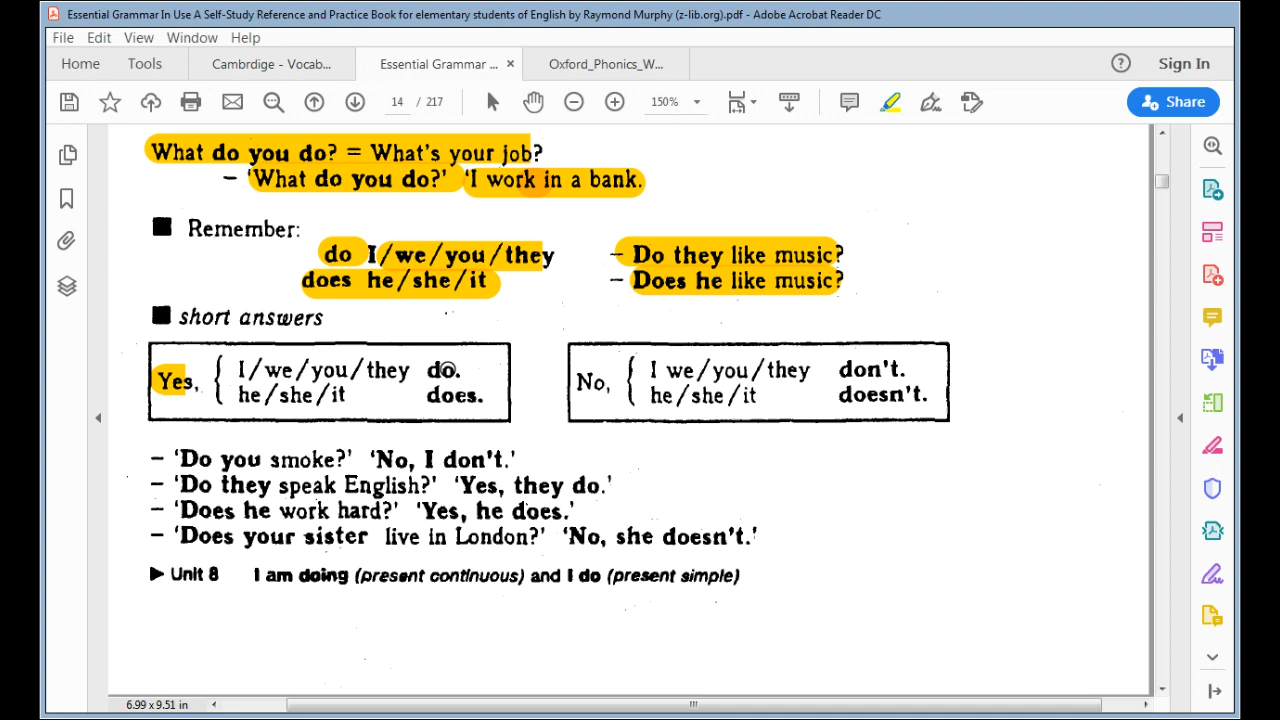 Essential Grammar In Use A Self-Study Reference and Practice Book for elementary students of English by Raymond Murphy (z-lib.org).pdf - Adobe Acrobat Reader DC
File Edit View Window Help
Home Tools Cambrdige - Vocab... Essential Grammar ... × Oxford_Phonics_W... ? Sign In
14 / 217 150% Share
What do you do? = What's your job?
– 'What do you do?' 'I work in a bank.
■ Remember:
do I/we/you/they – Do they like music?
does he/she/it – Does he like music?
■ short answers
Yes, { I/we/you/they do. No, { I we/you/they don't.
he/she/it does. he/she/it doesn't.
– 'Do you smoke?' 'No, I don't.'
– 'Do they speak English?' 'Yes, they do.'
– 'Does he work hard?' 'Yes, he does.'
– 'Does your sister live in London?' 'No, she doesn't.'
► Unit 8 I am doing (present continuous) and I do (present simple)
6.99 x 9.51 in